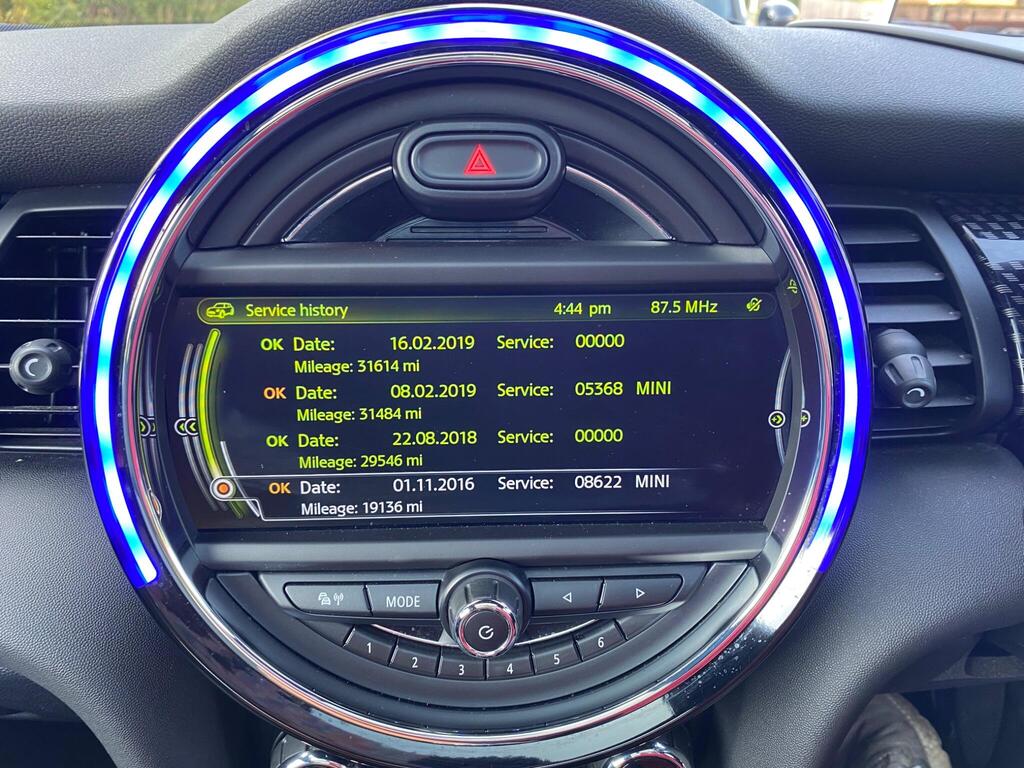 Service history 4:44 pm 87.5 MHz
OK Date: 16.02.2019 Service: 00000
Mileage: 31614 mi
OK Date: 08.02.2019 Service: 05368 MINI
Mileage: 31484 mi
OK Date: 22.08.2018 Service: 00000
Mileage: 29546 mi
OK Date: 01.11.2016 Service: 08622 MINI
Mileage: 19136 mi
MODE
1 2 3 4 5 6